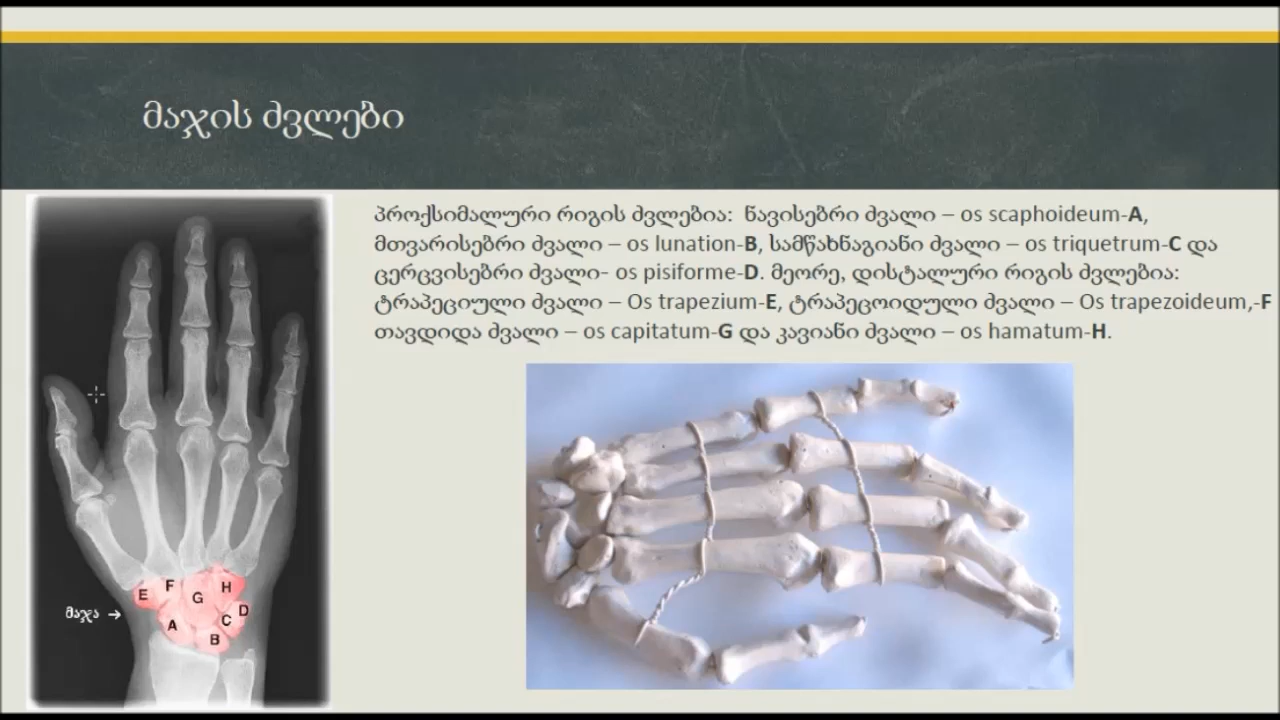 მაჯის ძვლები
პროქსიმალური რიგის ძვლებია: ნავისებრი ძვალი – os scaphoideum-A,
მთვარისებრი ძვალი – os lunation-B, სამწახნაგიანი ძვალი – os triquetrum-C და
ცერცვისებრი ძვალი- os pisiforme-D. მეორე, დისტალური რიგის ძვლებია:
ტრაპეციული ძვალი – Os trapezium-E, ტრაპეცოიდული ძვალი – Os trapezoideum,-F
თავდიდა ძვალი – os capitatum-G და კავიანი ძვალი – os hamatum-H.
E F G H
მაჯა → A B C D